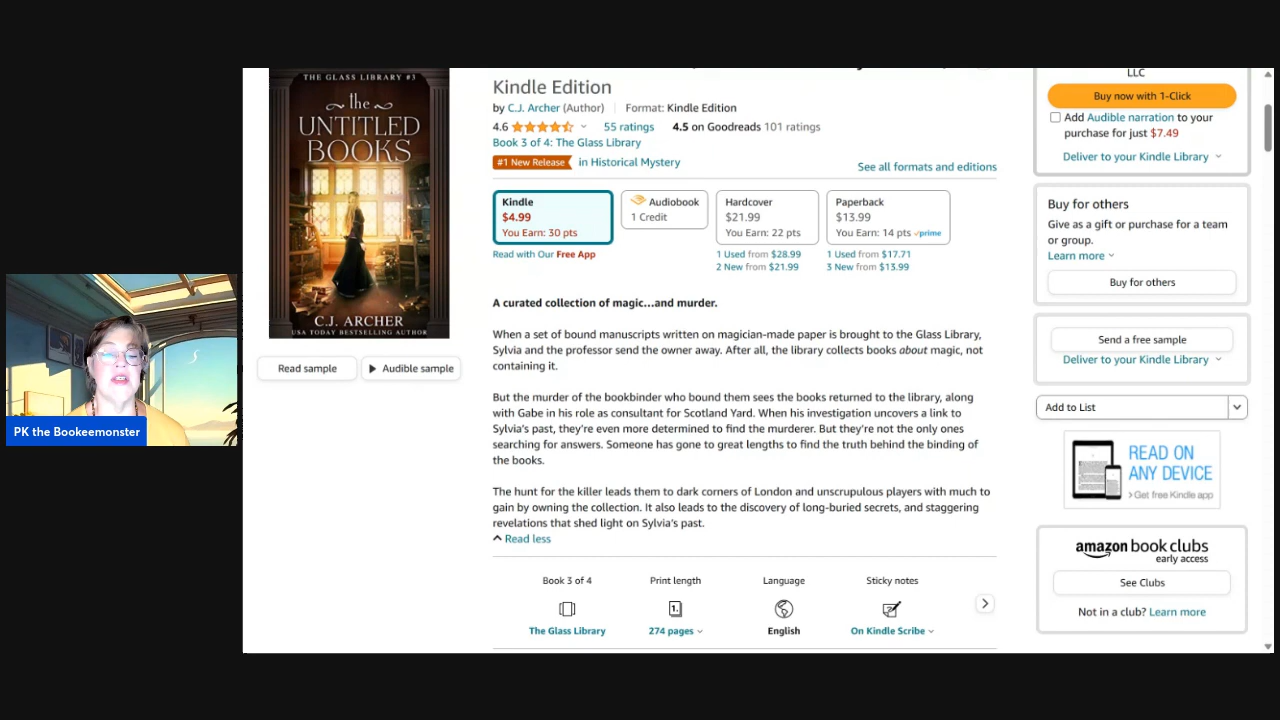 THE GLASS LIBRARY #3
the
UNTITLED
BOOKS
C.J. ARCHER
USA TODAY BESTSELLING AUTHOR
Read sample
Audible sample
PK the Bookeemonster
Kindle Edition
by C.J. Archer (Author) Format: Kindle Edition
4.6 55 ratings 4.5 on Goodreads 101 ratings
Book 3 of 4: The Glass Library
#1 New Release in Historical Mystery
See all formats and editions
Kindle
$4.99
You Earn: 30 pts
Read with Our Free App
Audiobook
1 Credit
Hardcover
$21.99
You Earn: 22 pts
1 Used from $28.99
2 New from $21.99
Paperback
$13.99
You Earn: 14 pts prime
1 Used from $17.71
3 New from $13.99
A curated collection of magic...and murder.
When a set of bound manuscripts written on magician-made paper is brought to the Glass Library,
Sylvia and the professor send the owner away. After all, the library collects books about magic, not
containing it.
But the murder of the bookbinder who bound them sees the books returned to the library, along
with Gabe in his role as consultant for Scotland Yard. When his investigation uncovers a link to
Sylvia's past, they're even more determined to find the murderer. But they're not the only ones
searching for answers. Someone has gone to great lengths to find the truth behind the binding of
the books.
The hunt for the killer leads them to dark corners of London and unscrupulous players with much to
gain by owning the collection. It also leads to the discovery of long-buried secrets, and staggering
revelations that shed light on Sylvia's past.
Read less
Book 3 of 4
The Glass Library
Print length
1.
274 pages
Language
English
Sticky notes
On Kindle Scribe
LLC
Buy now with 1-Click
Add Audible narration to your
purchase for just $7.49
Deliver to your Kindle Library
Buy for others
Give as a gift or purchase for a team
or group.
Learn more
Buy for others
Send a free sample
Deliver to your Kindle Library
Add to List
READ ON
ANY DEVICE
> Get free Kindle app
amazon book clubs
early access
See Clubs
Not in a club? Learn more